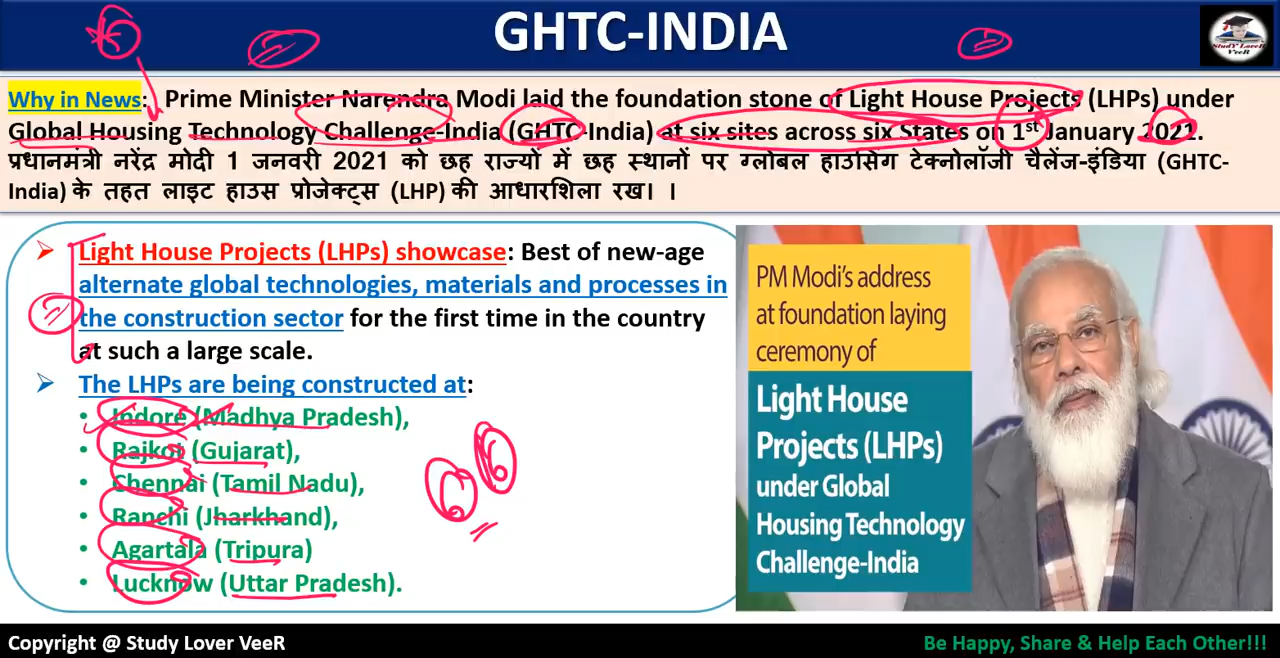 GHTC-INDIA
StudY LoveR
VeeR
Why in News: Prime Minister Narendra Modi laid the foundation stone of Light House Projects (LHPs) under
Global Housing Technology Challenge-India (GHTC-India) at six sites across six States on 1st January 2021.
प्रधानमंत्री नरेंद्र मोदी 1 जनवरी 2021 को छह राज्यों में छह स्थानों पर ग्लोबल हाउसिंग टेक्नोलॉजी चैलेंज-इंडिया (GHTC-
India) के तहत लाइट हाउस प्रोजेक्ट्स (LHP) की आधारशिला रख। ।
➤ Light House Projects (LHPs) showcase: Best of new-age
alternate global technologies, materials and processes in
the construction sector for the first time in the country
at such a large scale.
➤ The LHPs are being constructed at:
• Indore (Madhya Pradesh),
• Rajkot (Gujarat),
• Chennai (Tamil Nadu),
• Ranchi (Jharkhand),
• Agartala (Tripura)
• Lucknow (Uttar Pradesh).
PM Modi's address
at foundation laying
ceremony of
Light House
Projects (LHPs)
under Global
Housing Technology
Challenge-India
Copyright @ Study Lover VeeR
Be Happy, Share & Help Each Other!!!